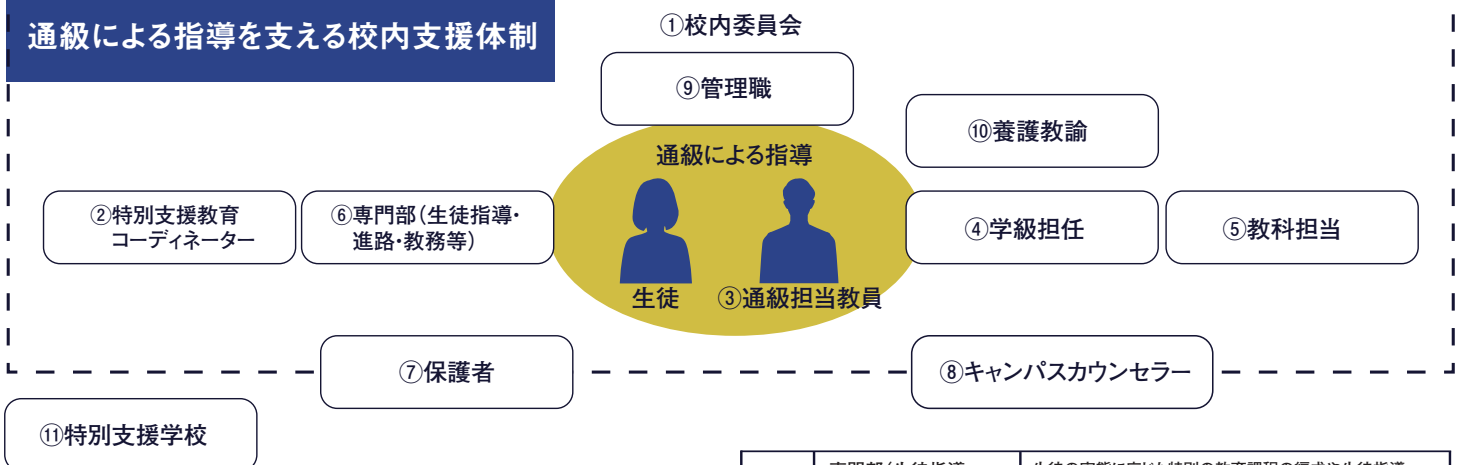 通級による指導を支える校内支援体制
①校内委員会
⑨管理職
⑩養護教諭
通級による指導
②特別支援教育
コーディネーター
⑥専門部(生徒指導・
進路・教務等)
④学級担任
⑤教科担当
生徒
③通級担当教員
⑦保護者
⑧キャンパスカウンセラー
⑪特別支援学校